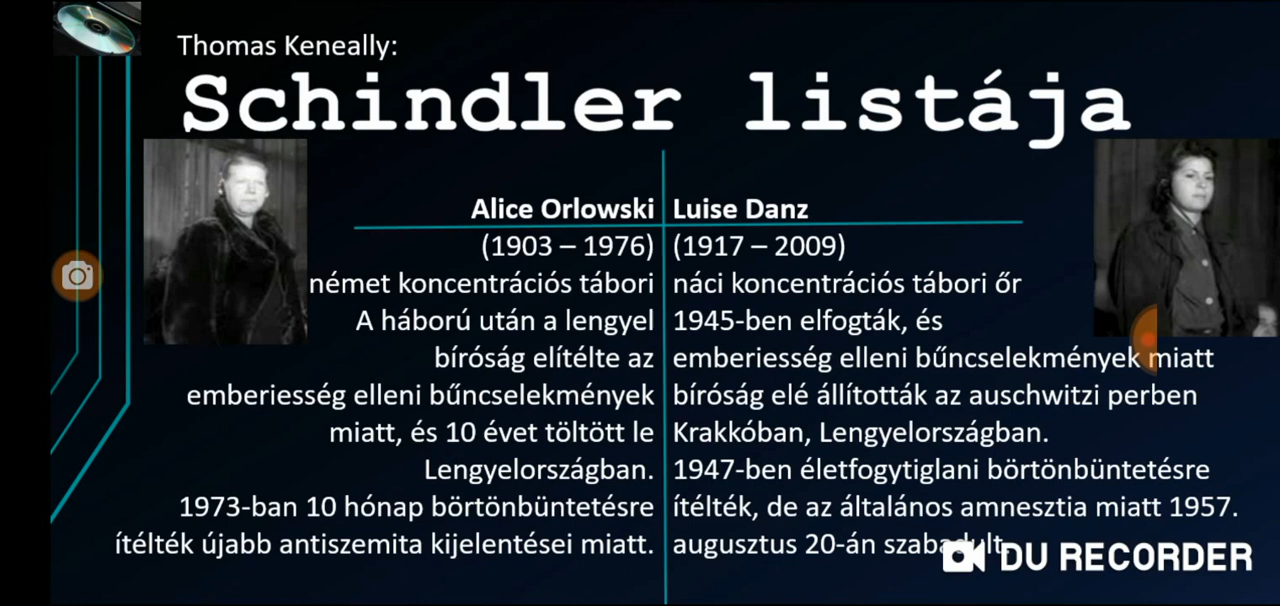 Thomas Keneally:
Schindler listája
Alice Orlowski
(1903 – 1976)
német koncentrációs tábori
A háború után a lengyel
bíróság elítélte az
emberiesség elleni bűncselekmények
miatt, és 10 évet töltött le
Lengyelországban.
1973-ban 10 hónap börtönbüntetésre
ítélték újabb antiszemita kijelentései miatt.
Luise Danz
(1917 – 2009)
náci koncentrációs tábori őr
1945-ben elfogták, és
emberiesség elleni bűncselekmények miatt
bíróság elé állították az auschwitzi perben
Krakkóban, Lengyelországban.
1947-ben életfogytiglani börtönbüntetésre
ítélték, de az általános amnesztia miatt 1957.
augusztus 20-án szabadult.
DU RECORDER